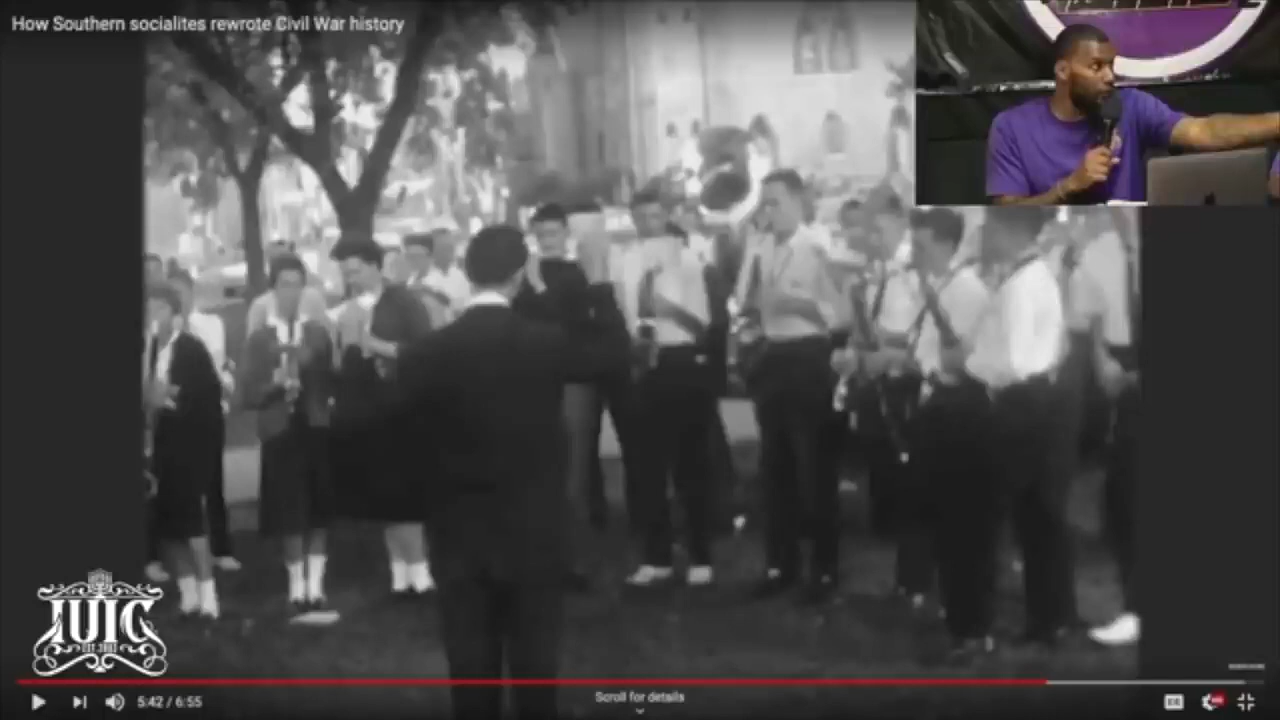 How Southern socialites rewrote Civil War history
IUIC
5:42 / 6:55
Scroll for details